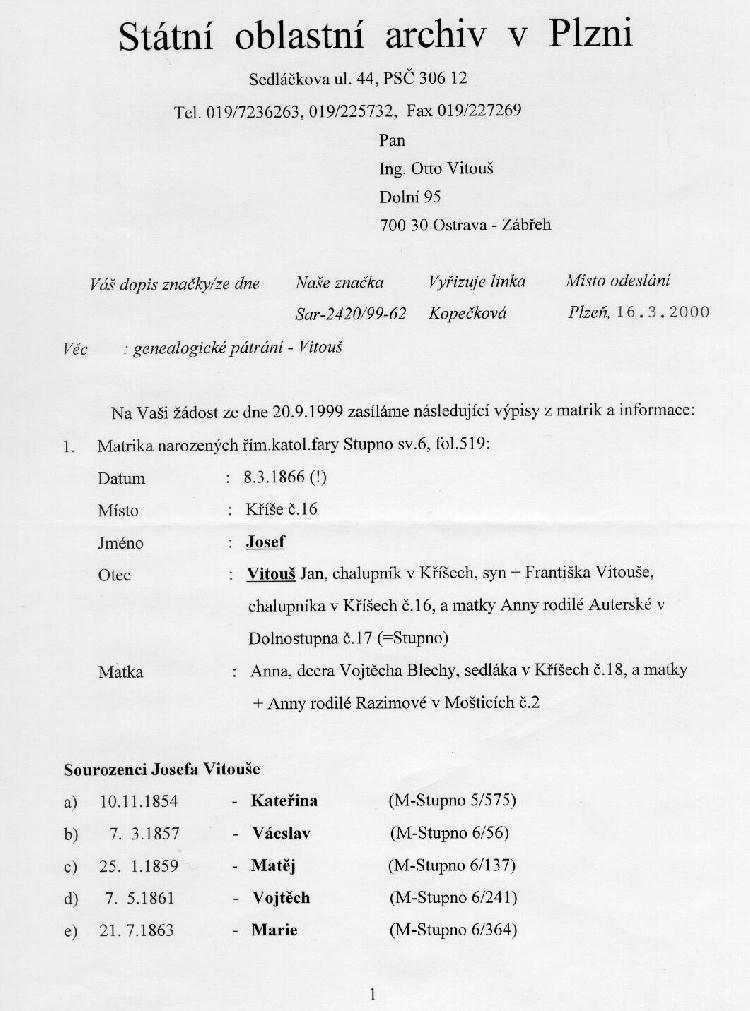 Státní oblastní archiv v Plzni
Sedláčkova ul. 44, PSČ 306 12
Tel. 019/7236263, 019/225732, Fax 019/227269
Pan
Ing. Otto Vitouš
Dolní 95
700 30 Ostrava - Zábřeh
Váš dopis značky/ze dne Naše značka Vyřizuje linka Místo odeslání
Sar-2420/99-62 Kopečková Plzeň, 16.3.2000
Věc : genealogické pátrání - Vitouš
Na Vaši žádost ze dne 20.9.1999 zasíláme následující výpisy z matrik a informace:
1. Matrika narozených řím.katol.fary Stupno sv.6, fol.519:
Datum : 8.3.1866 (!)
Místo : Kříše č.16
Jméno : Josef
Otec : Vitouš Jan, chalupník v Kříšech, syn + Františka Vitouše,
chalupníka v Kříšech č.16, a matky Anny rodilé Auterské v
Dolnostupna č.17 (=Stupno)
Matka : Anna, dcera Vojtěcha Blechy, sedláka v Kříšech č.18, a matky
+ Anny rodilé Razimové v Mošticích č.2
Sourozenci Josefa Vitouše
a) 10.11.1854 - Kateřina (M-Stupno 5/575)
b) 7. 3.1857 - Václav (M-Stupno 6/56)
c) 25. 1.1859 - Matěj (M-Stupno 6/137)
d) 7. 5.1861 - Vojtěch (M-Stupno 6/241)
e) 21. 7.1863 - Marie (M-Stupno 6/364)
1